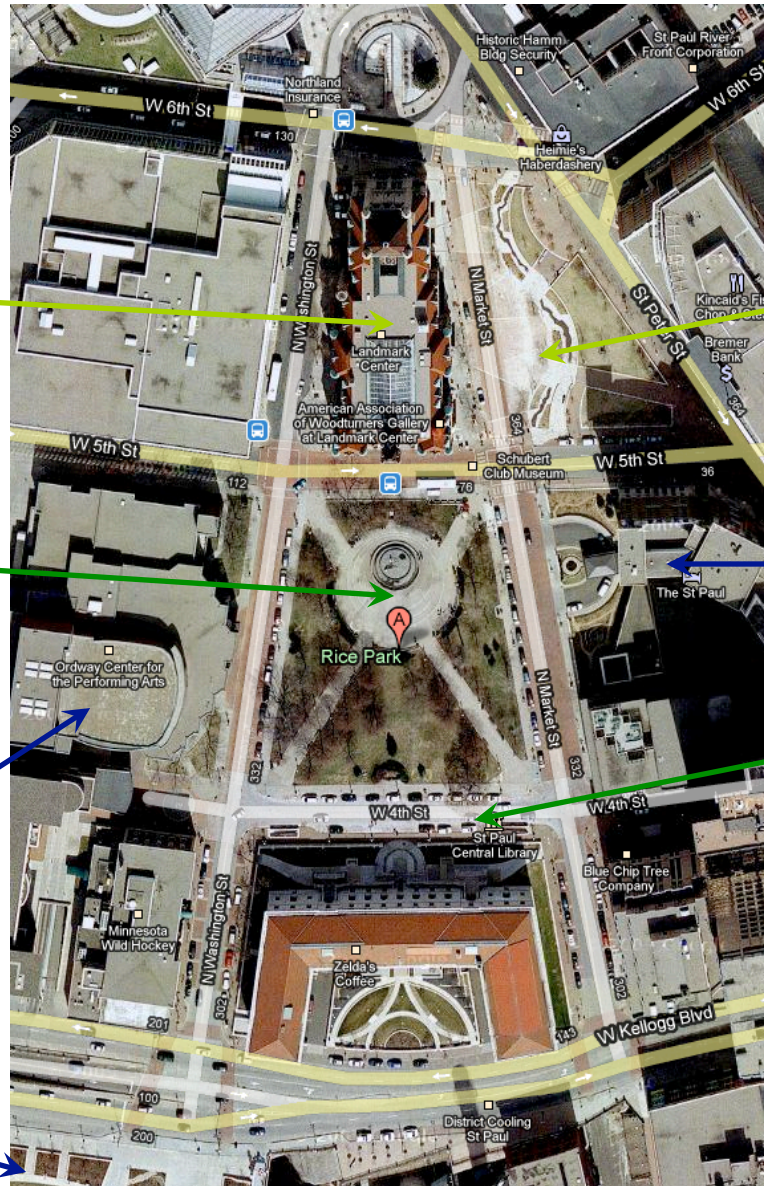 Historic Hamm
Bldg Security
St Paul River
Front Corporation
Northland
Insurance
W 6th St
W 6th St
130
Heimie's
Haberdashery
N Washington St
N Market St
St Peter St
Kincaid's Fis
Chop & Ste
Landmark
Center
Bremer
Bank
$
364
American Association
of Woodturners Gallery
at Landmark Center
364
W 5th St
Schubert
Club Museum
W 5th St
36
112
76
The St Paul
A
Rice Park
Ordway Center for
the Performing Arts
N Market St
332
332
W 4th St
W 4th St
St Paul
Central Library
Blue Chip Tree
Company
Minnesota
Wild Hockey
N Washington St
Zelda's
Coffee
302
302
201
143
W Kellogg Blvd
100
200
District Cooling
St Paul